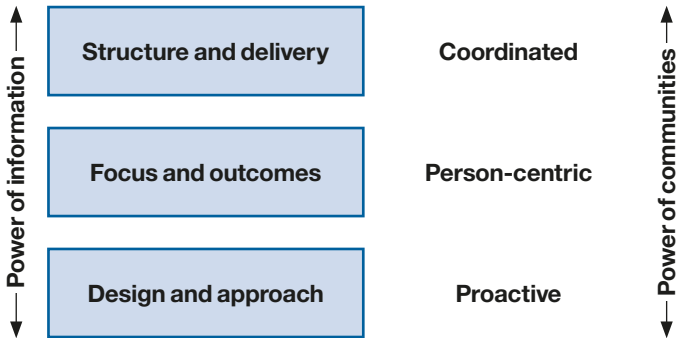 Power of information
Structure and delivery
Coordinated
Focus and outcomes
Person-centric
Design and approach
Proactive
Power of communities